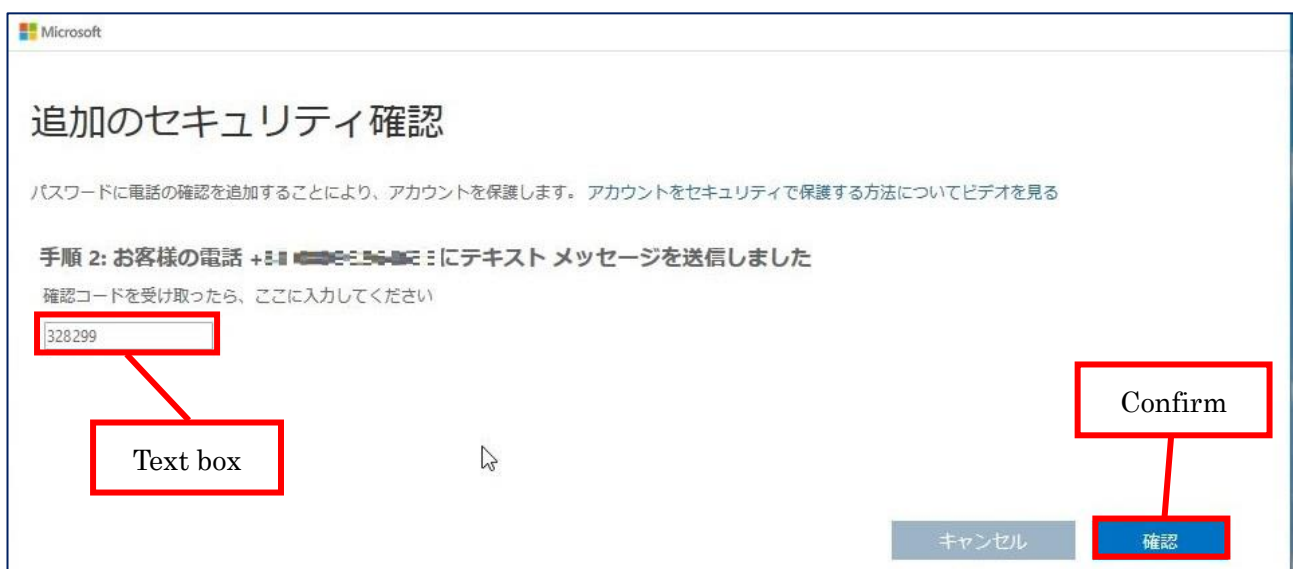 Microsoft
追加のセキュリティ確認
パスワードに電話の確認を追加することにより、アカウントを保護します。 アカウントをセキュリティで保護する方法についてビデオを見る
手順 2: お客様の電話 +にテキスト メッセージを送信しました
確認コードを受け取ったら、ここに入力してください
328299
Confirm
Text box
キャンセル 確認